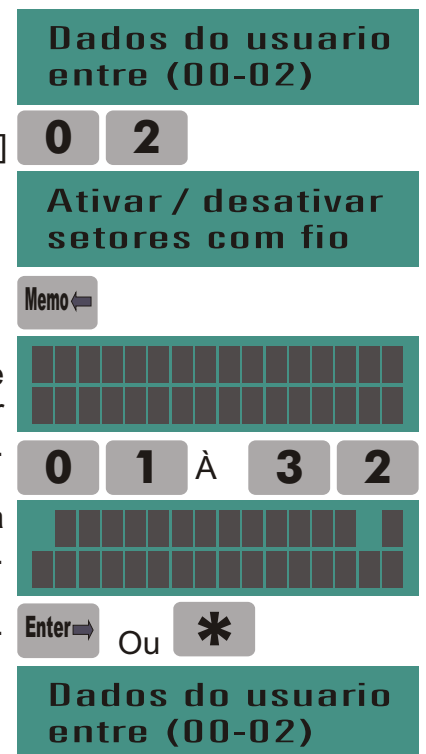 Dados do usuario
entre (00-02)
]
0 2
Ativar / desativar
setores com fio
Memo
e
r
.
0 1 À 3 2
a
.
.
Enter Ou *
Dados do usuario
entre (00-02)